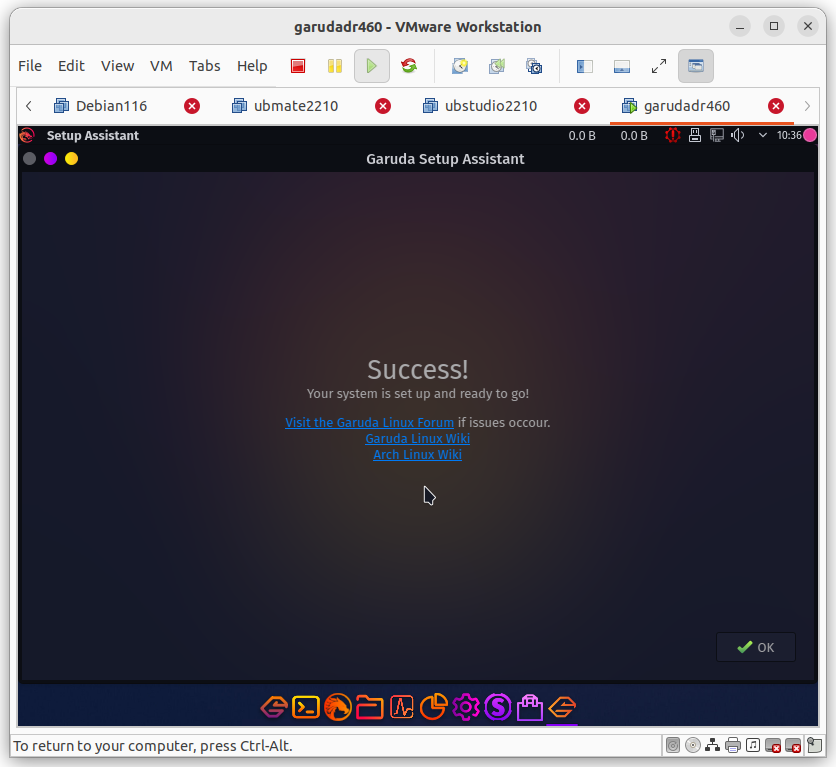 garudadr460 - VMware Workstation
File Edit View VM Tabs Help
Debian116 ubmate2210 ubstudio2210 garudadr460
Setup Assistant 0.0 B 0.0 B 10:36
Garuda Setup Assistant
Success!
Your system is set up and ready to go!
Visit the Garuda Linux Forum if issues occour.
Garuda Linux Wiki
Arch Linux Wiki
OK
To return to your computer, press Ctrl-Alt.